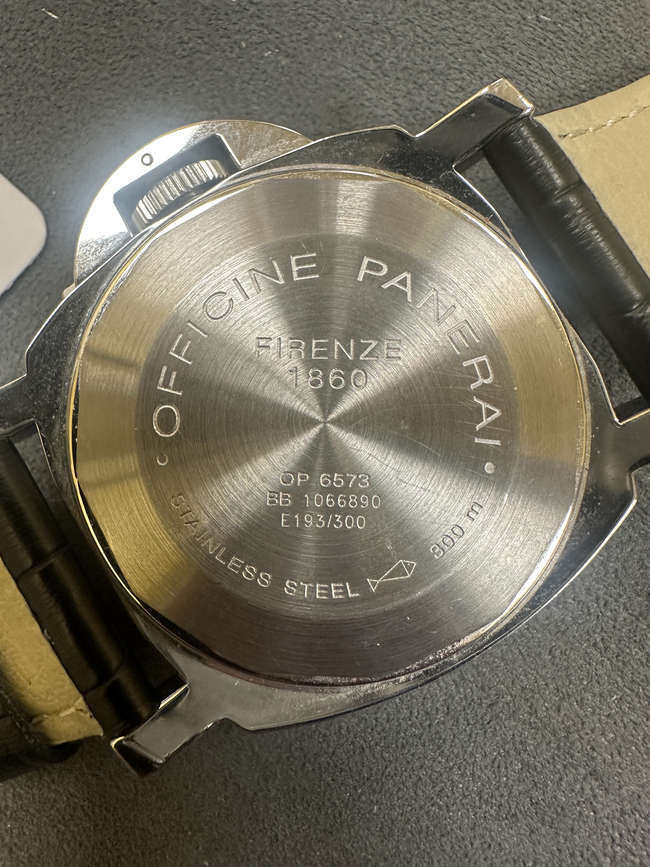 OFFICINE PANERAI
FIRENZE
1860
OP 6573
BB 1066890
E193/300
STAINLESS STEEL 300 m